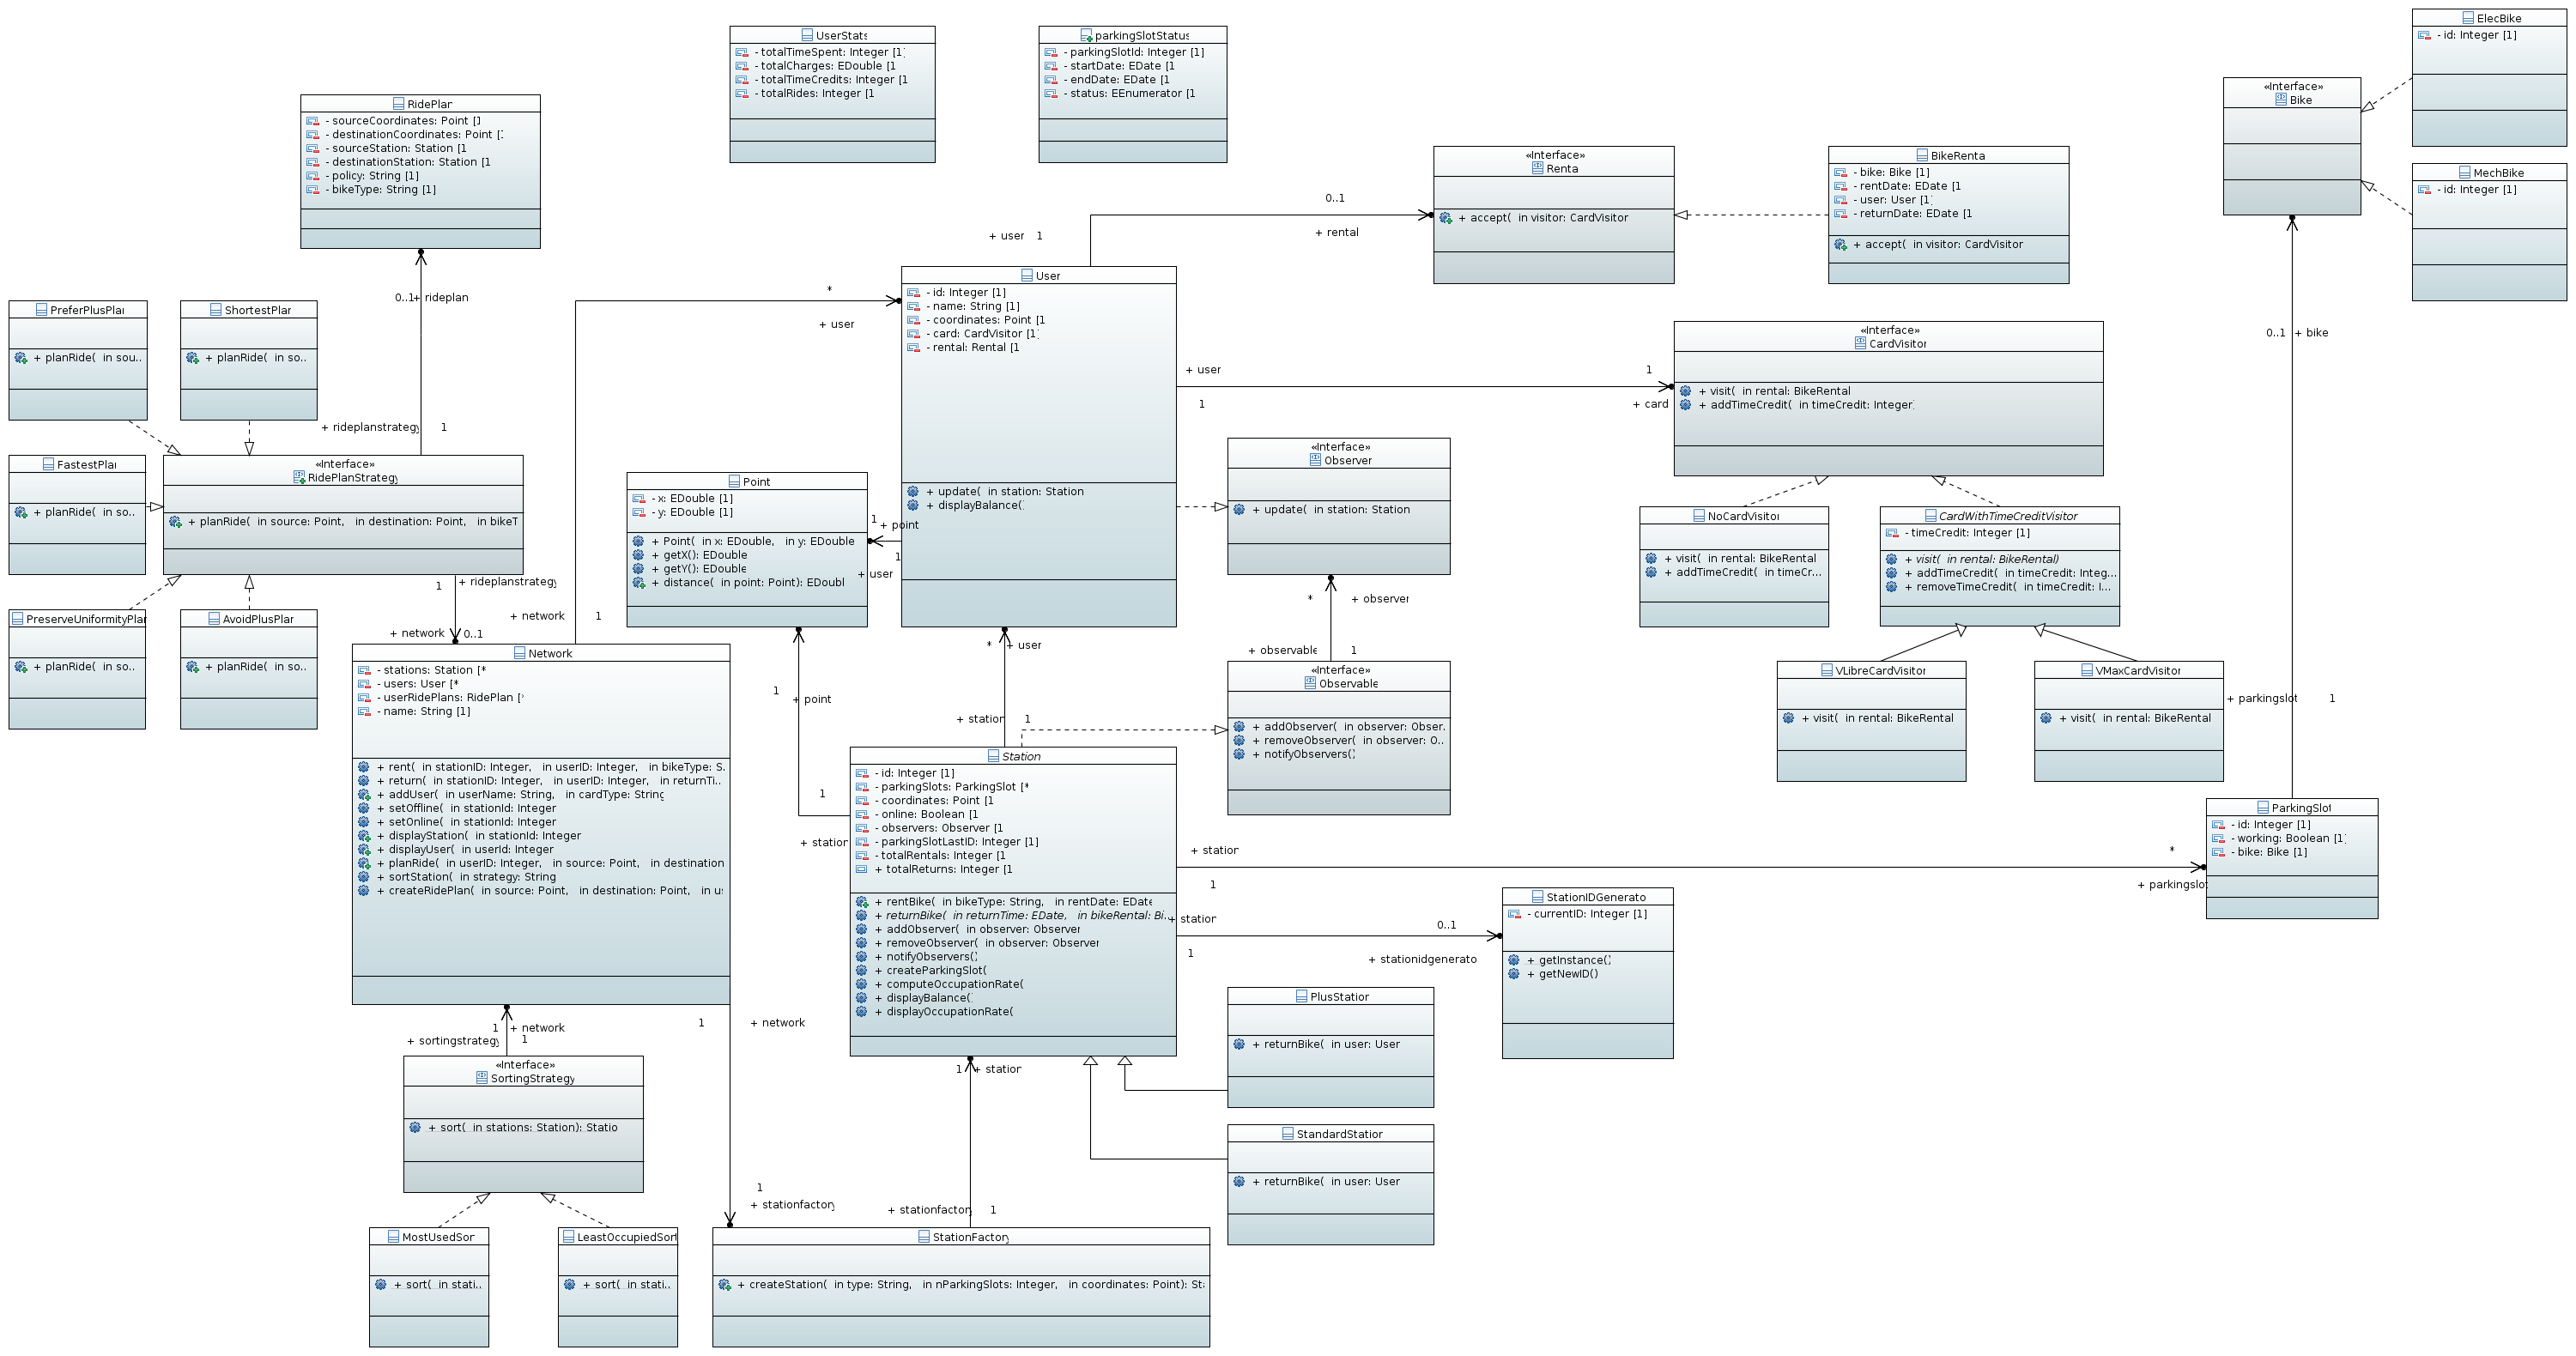 UserStats
- totalTimeSpent: Integer [1]
- totalCharges: EDouble [1
- totalTimeCredits: Integer [1
- totalRides: Integer [1
parkingSlotStatus
- parkingSlotId: Integer [1]
- startDate: EDate [1
- endDate: EDate [1
- status: EEnumerator [1
ElecBike
- id: Integer [1]
«Interface»
Bike
MechBike
- id: Integer [1]
RidePlan
- sourceCoordinates: Point [1
- destinationCoordinates: Point [1
- sourceStation: Station [1
- destinationStation: Station [1
- policy: String [1]
- bikeType: String [1]
«Interface»
Renta
+ accept( in visitor: CardVisitor
BikeRenta
- bike: Bike [1]
- rentDate: EDate [1
- user: User [1]
- returnDate: EDate [1
+ accept( in visitor: CardVisitor
0..1
+ rental
+ user 1
User
- id: Integer [1]
- name: String [1]
- coordinates: Point [1
- card: CardVisitor [1]
- rental: Rental [1
+ update( in station: Station
+ displayBalance()
*
+ user
0..1
+ rideplan
PreferPlusPlan
+ planRide( in sou..
ShortestPlan
+ planRide( in so..
+ rideplanstrategy 1
FastestPlan
+ planRide( in so..
«Interface»
RidePlanStrategy
+ planRide( in source: Point, in destination: Point, in bikeT
PreserveUniformityPlan
+ planRide( in so..
AvoidPlusPlan
+ planRide( in so..
+ rideplanstrategy
1
+ network 0..1
+ network 1
Point
- x: EDouble [1]
- y: EDouble [1]
+ Point( in x: EDouble, in y: EDouble
+ getX(): EDouble
+ getY(): EDouble
+ distance( in point: Point): EDoubl
1
+ point
1
+ user
+ user 1
1 + card
«Interface»
CardVisitor
+ visit( in rental: BikeRental
+ addTimeCredit( in timeCredit: Integer
0..1 + bike
«Interface»
Observer
+ update( in station: Station
* + observer
+ observable 1
NoCardVisitor
+ visit( in rental: BikeRental
+ addTimeCredit( in timeCr...
CardWithTimeCreditVisitor
- timeCredit: Integer [1]
+ visit( in rental: BikeRental)
+ addTimeCredit( in timeCredit: Integ...
+ removeTimeCredit( in timeCredit: I...
VLibreCardVisitor
+ visit( in rental: BikeRental
VMaxCardVisitor
+ visit( in rental: BikeRental
+ parkingslot 1
Network
- stations: Station [*
- users: User [*
- userRidePlans: RidePlan [*
- name: String [1]
+ rent( in stationID: Integer, in userID: Integer, in bikeType: S.
+ return( in stationID: Integer, in userID: Integer, in returnTi..
+ addUser( in userName: String, in cardType: String
+ setOffline( in stationId: Integer
+ setOnline( in stationId: Integer
+ displayStation( in stationId: Integer
+ displayUser( in userId: Integer
+ planRide( in userID: Integer, in source: Point, in destination
+ sortStation( in strategy: String
+ createRidePlan( in source: Point, in destination: Point, in us
1
+ point
1
+ station
* + user
+ station 1
«Interface»
Observable
+ addObserver( in observer: Obser.
+ removeObserver( in observer: O..
+ notifyObservers()
Station
- id: Integer [1]
- parkingSlots: ParkingSlot [*
- coordinates: Point [1
- online: Boolean [1
- observers: Observer [1
- parkingSlotLastID: Integer [1]
- totalRentals: Integer [1
+ totalReturns: Integer [1
+ rentBike( in bikeType: String, in rentDate: EDate
+ returnBike( in returnTime: EDate, in bikeRental: Bi..
+ addObserver( in observer: Observer
+ removeObserver( in observer: Observer
+ notifyObservers()
+ createParkingSlot(
+ computeOccupationRate(
+ displayBalance()
+ displayOccupationRate(
ParkingSlot
- id: Integer [1]
- working: Boolean [1]
- bike: Bike [1]
+ station 1
* + parkingslot
+ station
1
0..1
+ stationidgenerato
StationIDGenerato
- currentID: Integer [1]
+ getInstance()
+ getNewID()
PlusStation
+ returnBike( in user: User
StandardStation
+ returnBike( in user: User
1 + network
+ sortingstrategy 1
1 + network
«Interface»
SortingStrategy
+ sort( in stations: Station): Statio
1 + station
+ stationfactory 1
1
+ stationfactory
MostUsedSort
+ sort( in stati..
LeastOccupiedSort
+ sort( in stati..
StationFactory
+ createStation( in type: String, in nParkingSlots: Integer, in coordinates: Point): Sta